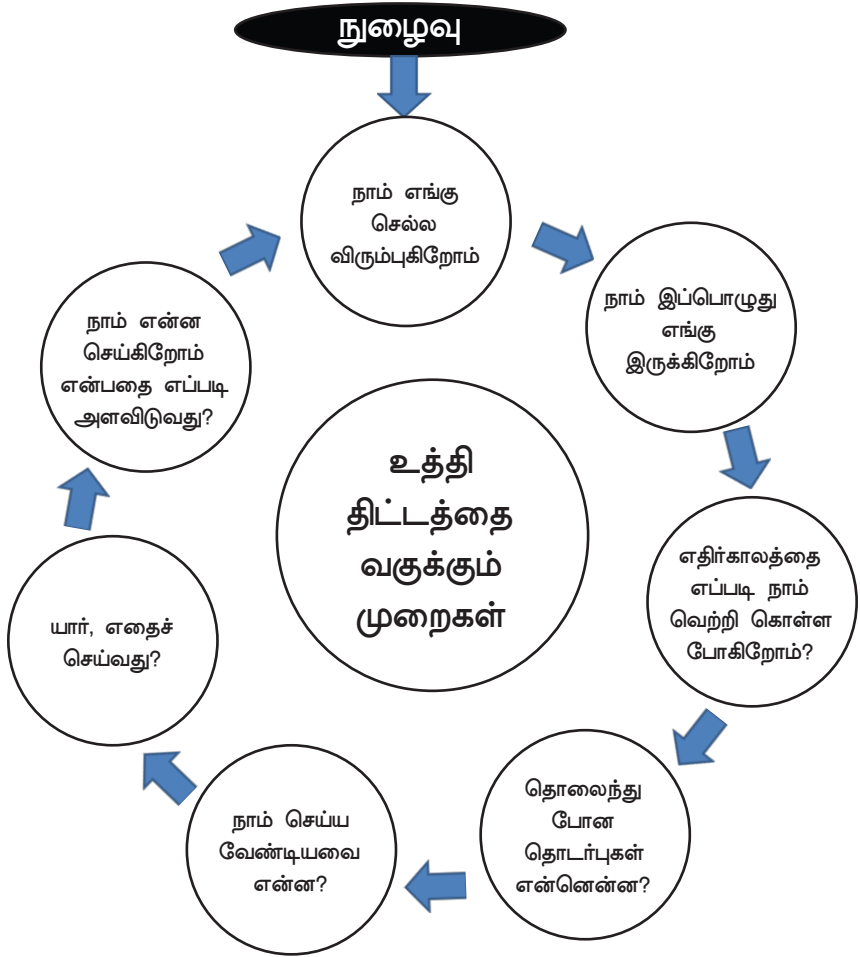 நுழைவு
நாம் எங்கு
செல்ல
விரும்புகிறோம்
நாம் இப்பொழுது
எங்கு
இருக்கிறோம்
எதிர்காலத்தை
எப்படி நாம்
வெற்றி கொள்ள
போகிறோம்?
தொலைந்து
போன
தொடர்புகள்
என்னென்ன?
நாம் செய்ய
வேண்டியவை
என்ன?
யார், எதைச்
செய்வது?
நாம் என்ன
செய்கிறோம்
என்பதை எப்படி
அளவிடுவது?
உத்தி
திட்டத்தை
வகுக்கும்
முறைகள்